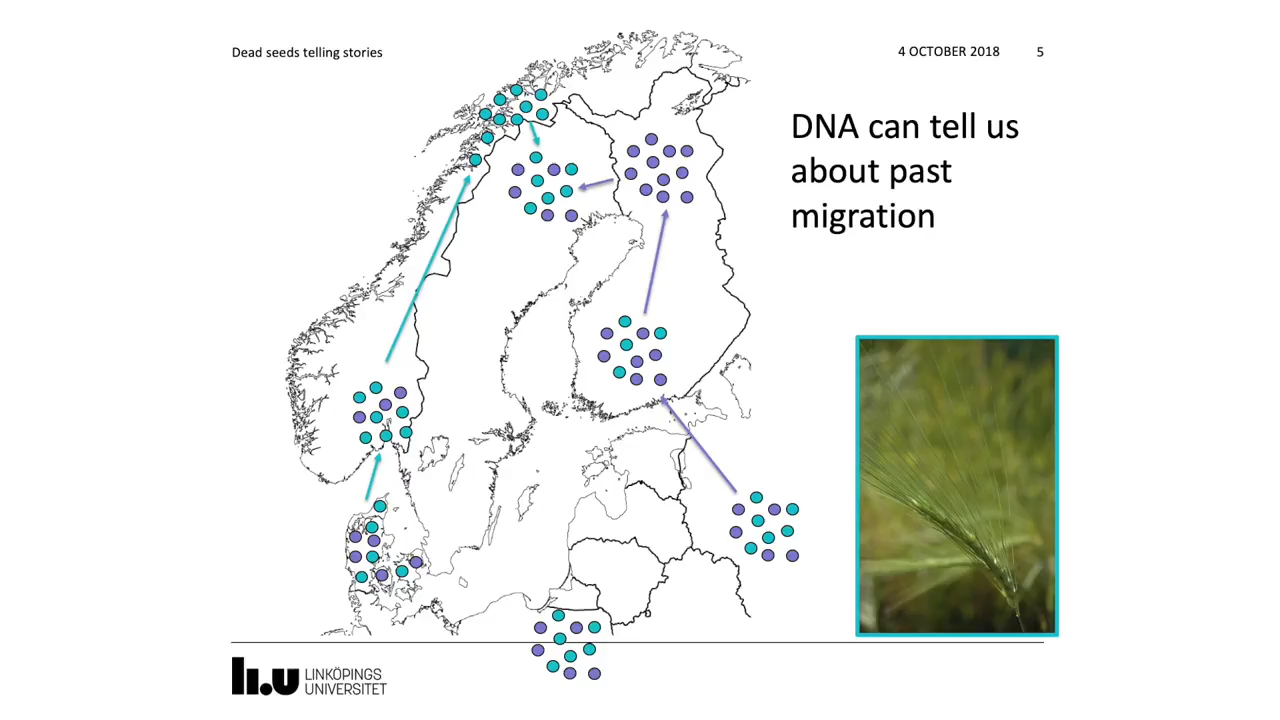 Dead seeds telling stories
4 OCTOBER 2018
5
DNA can tell us
about past
migration
LINKÖPINGS
UNIVERSITET